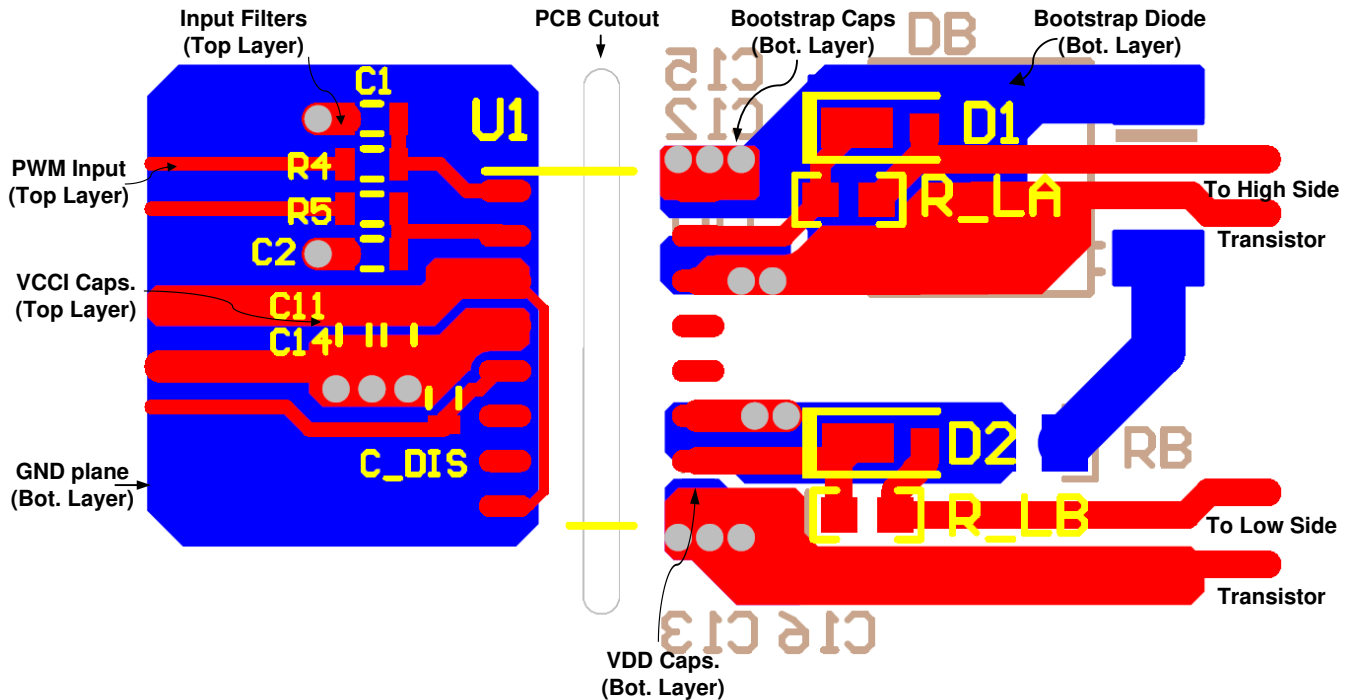 Input Filters
(Top Layer)
PCB Cutout
Bootstrap Caps
(Bot. Layer)
Bootstrap Diode
(Bot. Layer)
DB
C15
C12
C1
U1
D1
PWM Input
(Top Layer)
R4
R5
R_LA
To High Side
Transistor
C2
VCCI Caps.
(Top Layer)
C11
C14
D2
RB
GND plane
(Bot. Layer)
C_DIS
R_LB
To Low Side
Transistor
C13 C16
VDD Caps.
(Bot. Layer)